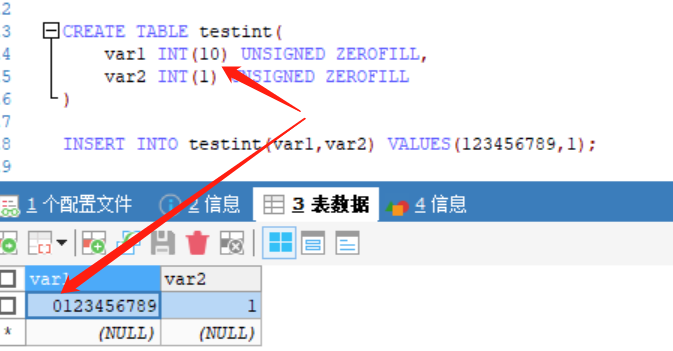 2
3 CREATE TABLE testint(
4 var1 INT(10) UNSIGNED ZEROFILL,
5 var2 INT(1) UNSIGNED ZEROFILL
6 )
7
8 INSERT INTO testint(var1,var2) VALUES(123456789,1);
9
1 个配置文件 2 信息 3 表数据 4 信息
var1 var2
0123456789 1
* (NULL) (NULL)